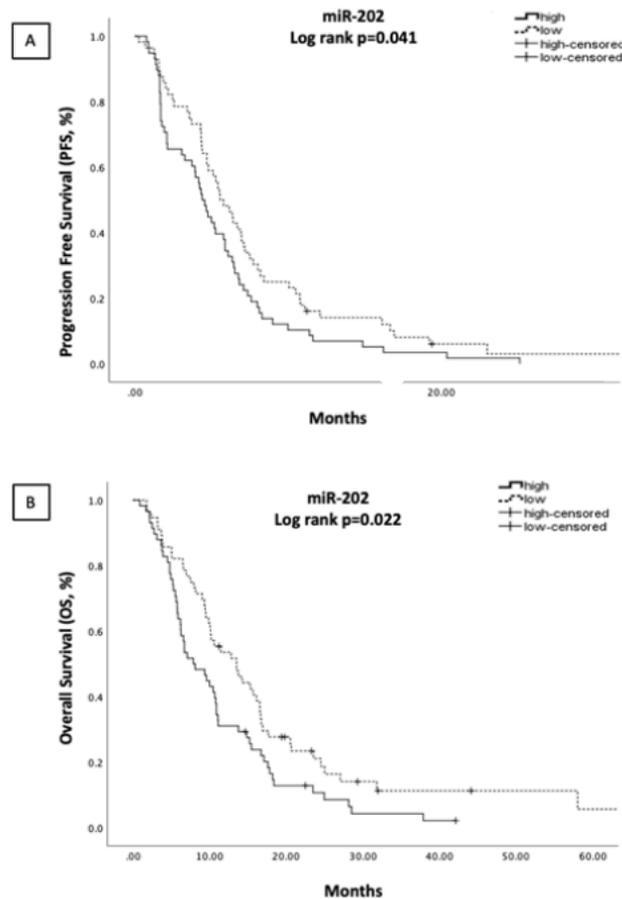 A
miR-202
Log rank p=0.041
high
low
high-censored
low-censored
Progression Free Survival (PFS, %)
1.0
0.8
0.6
0.4
0.2
0.0
.00
20.00
Months
B
miR-202
Log rank p=0.022
high
low
high-censored
low-censored
Overall Survival (OS, %)
1.0
0.8
0.6
0.4
0.2
0.0
.00
10.00
20.00
30.00
40.00
50.00
60.00
Months